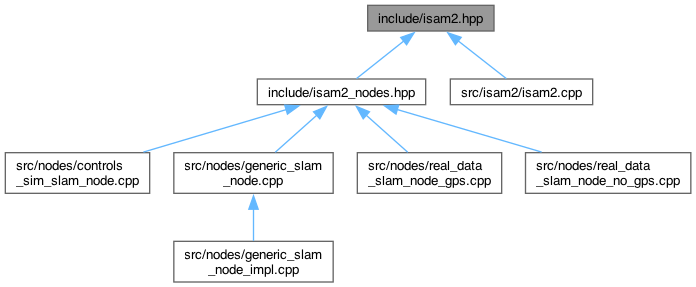 include/isam2.hpp
include/isam2_nodes.hpp
src/isam2/isam2.cpp
src/nodes/controls
_sim_slam_node.cpp
src/nodes/generic_slam
_node.cpp
src/nodes/real_data
_slam_node_gps.cpp
src/nodes/real_data
_slam_node_no_gps.cpp
src/nodes/generic_slam
_node_impl.cpp